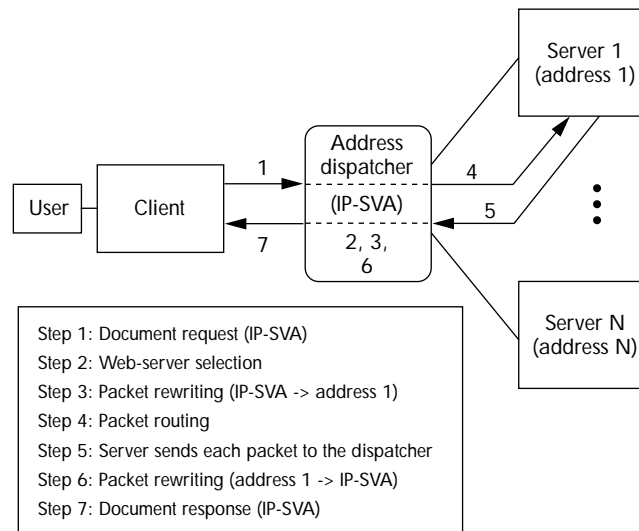 Server 1
(address 1)
Address
dispatcher
1
4
User
Client
(IP-SVA)
5
7
2, 3,
6
Server N
(address N)
Step 1: Document request (IP-SVA)
Step 2: Web-server selection
Step 3: Packet rewriting (IP-SVA -> address 1)
Step 4: Packet routing
Step 5: Server sends each packet to the dispatcher
Step 6: Packet rewriting (address 1 -> IP-SVA)
Step 7: Document response (IP-SVA)